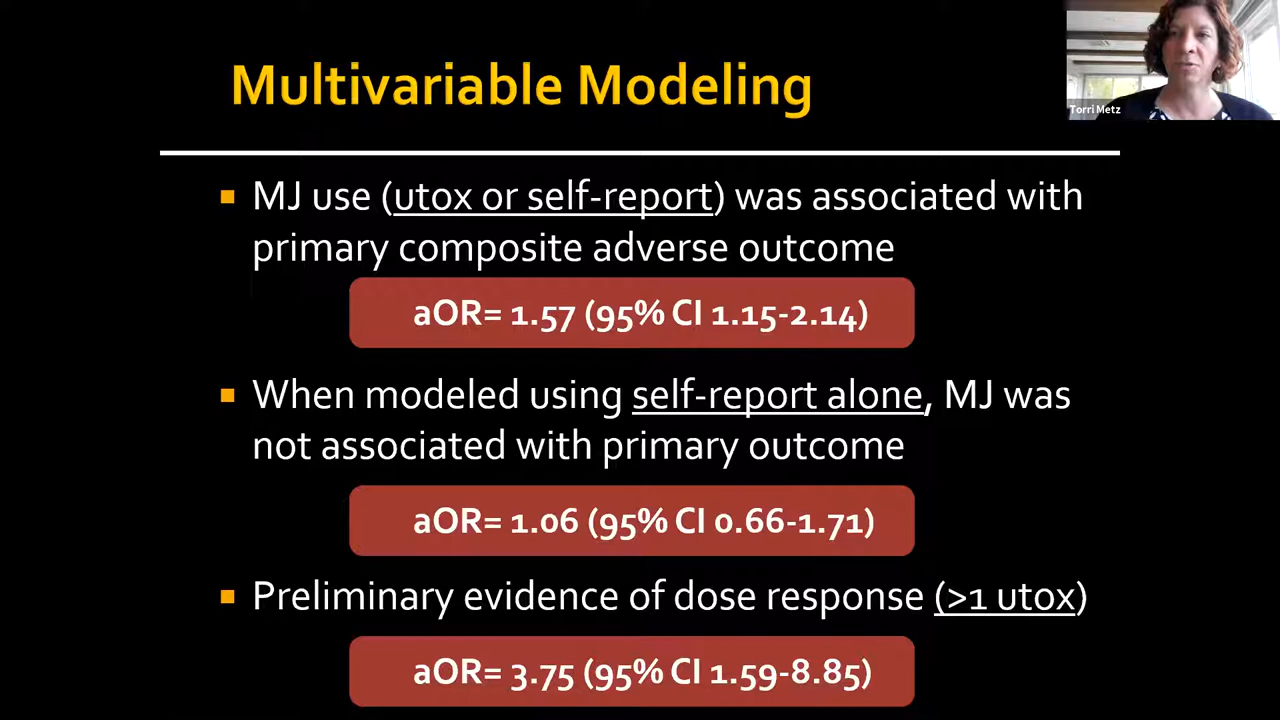 Multivariable Modeling
Torri Metz
MJ use (utox or self-report) was associated with
primary composite adverse outcome
aOR= 1.57 (95% CI 1.15-2.14)
When modeled using self-report alone, MJ was
not associated with primary outcome
aOR= 1.06 (95% CI 0.66-1.71)
Preliminary evidence of dose response (>1 utox)
aOR= 3.75 (95% CI 1.59-8.85)